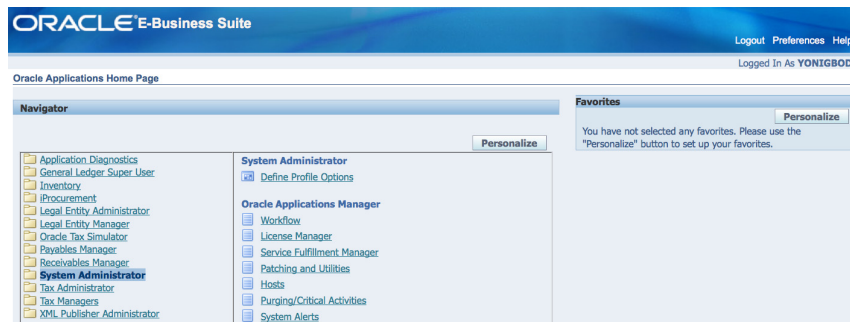 ORACLE E-Business Suite
Logout Preferences Help
Logged In As YONIGBOD
Oracle Applications Home Page
Navigator
Personalize
Application Diagnostics
General Ledger Super User
Inventory
iProcurement
Legal Entity Administrator
Legal Entity Manager
Oracle Tax Simulator
Payables Manager
Receivables Manager
System Administrator
Tax Administrator
Tax Managers
XML Publisher Administrator
System Administrator
Define Profile Options
Oracle Applications Manager
Workflow
License Manager
Service Fulfillment Manager
Patching and Utilities
Hosts
Purging/Critical Activities
System Alerts
Favorites
Personalize
You have not selected any favorites. Please use the
"Personalize" button to set up your favorites.